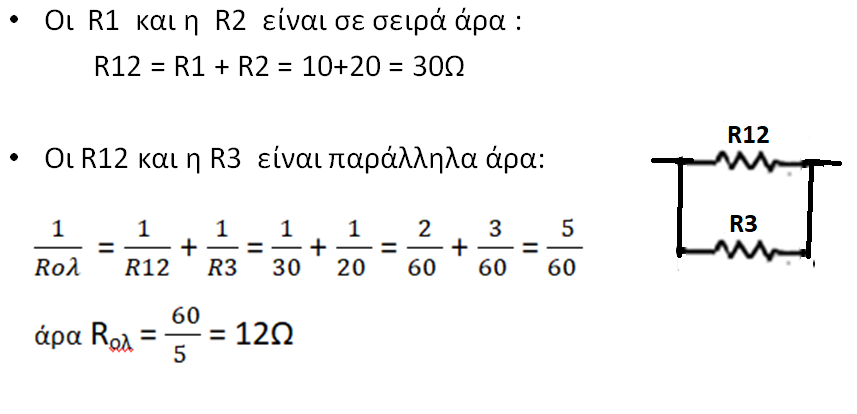 • Οι R1 και η R2 είναι σε σειρά άρα :
R12 = R1 + R2 = 10+20 = 30Ω
• Οι R12 και η R3 είναι παράλληλα άρα:
R12
R3
1/Rολ = 1/R12 + 1/R3 = 1/30 + 1/20 = 2/60 + 3/60 = 5/60
άρα Rολ = 60/5 = 12Ω